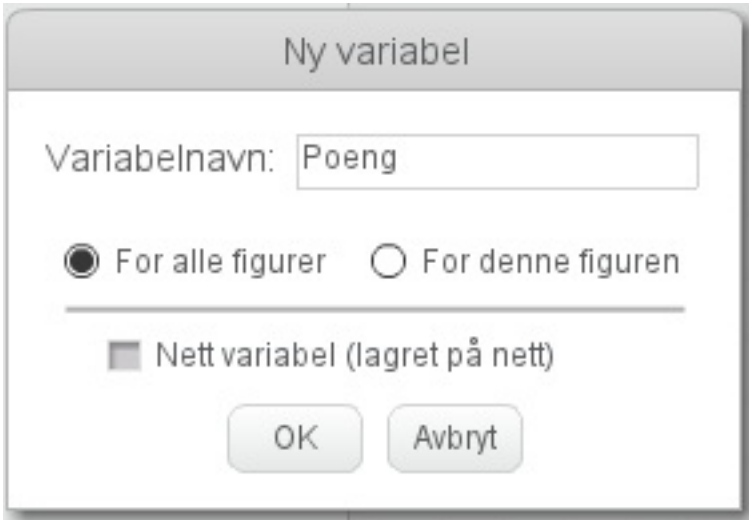 Ny variabel
Variabelnavn: Poeng
For alle figurer For denne figuren
Nett variabel (lagret på nett)
OK Avbryt